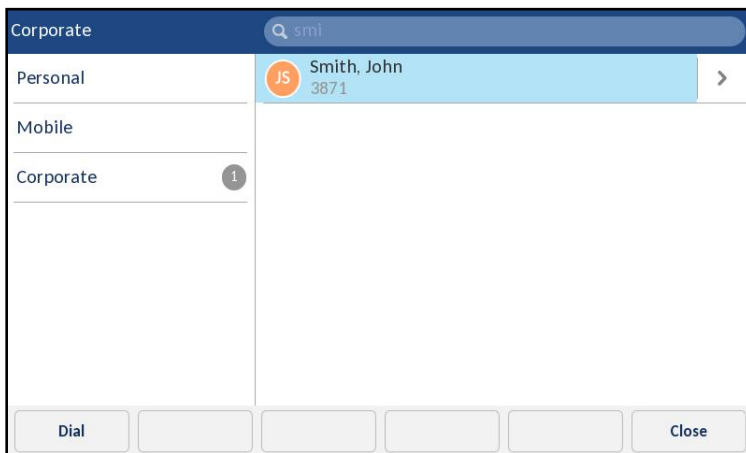 Corporate
smi
Personal
Mobile
Corporate 1
JS
Smith, John
3871
Dial
Close